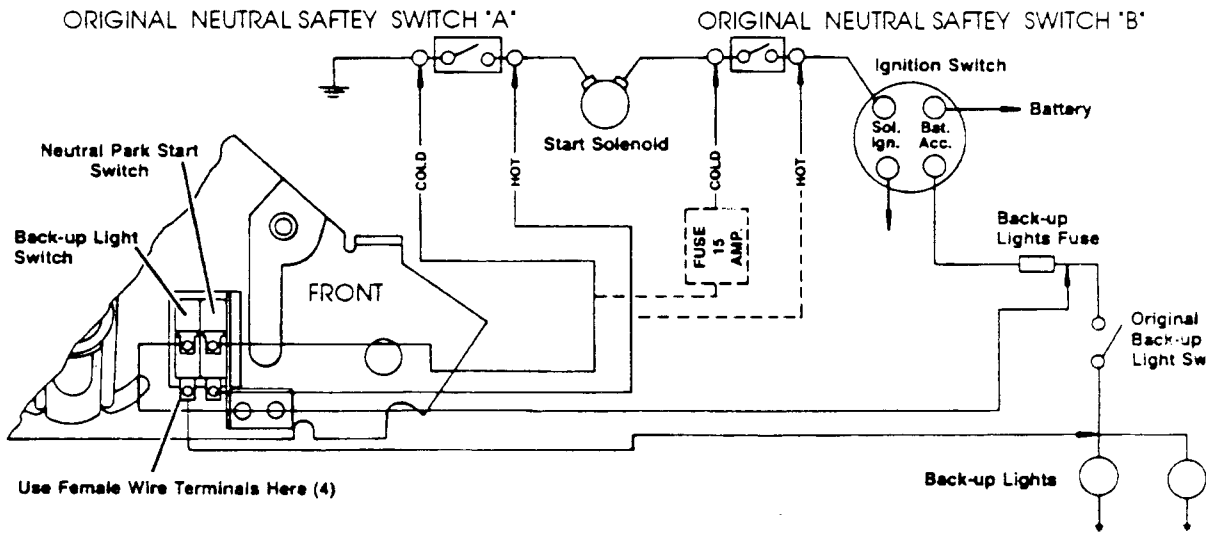 ORIGINAL NEUTRAL SAFTEY SWITCH "A"
ORIGINAL NEUTRAL SAFTEY SWITCH "B"
Ignition Switch
Battery
Sol.
Ign.
Bat.
Acc.
Start Solenoid
Neutral Park Start
Switch
COLD
HOT
COLD
HOT
Back-up Light
Switch
FUSE
15
AMP.
Back-up
Lights Fuse
FRONT
Original
Back-up
Light Sw
Use Female Wire Terminals Here (4)
Back-up Lights